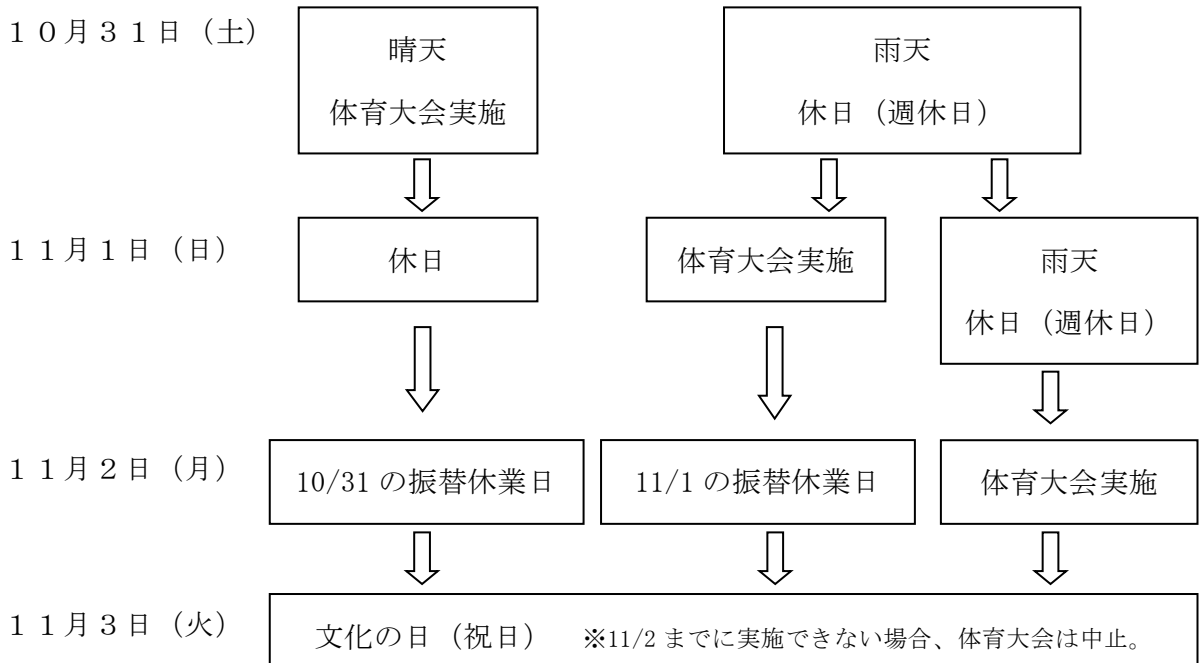 １０月３１日（土）
晴天
体育大会実施
雨天
休日（週休日）
１１月１日（日）
休日
体育大会実施
雨天
休日（週休日）
１１月２日（月）
10/31 の振替休業日
11/1 の振替休業日
体育大会実施
１１月３日（火）
文化の日（祝日） ※11/2 までに実施できない場合、体育大会は中止。